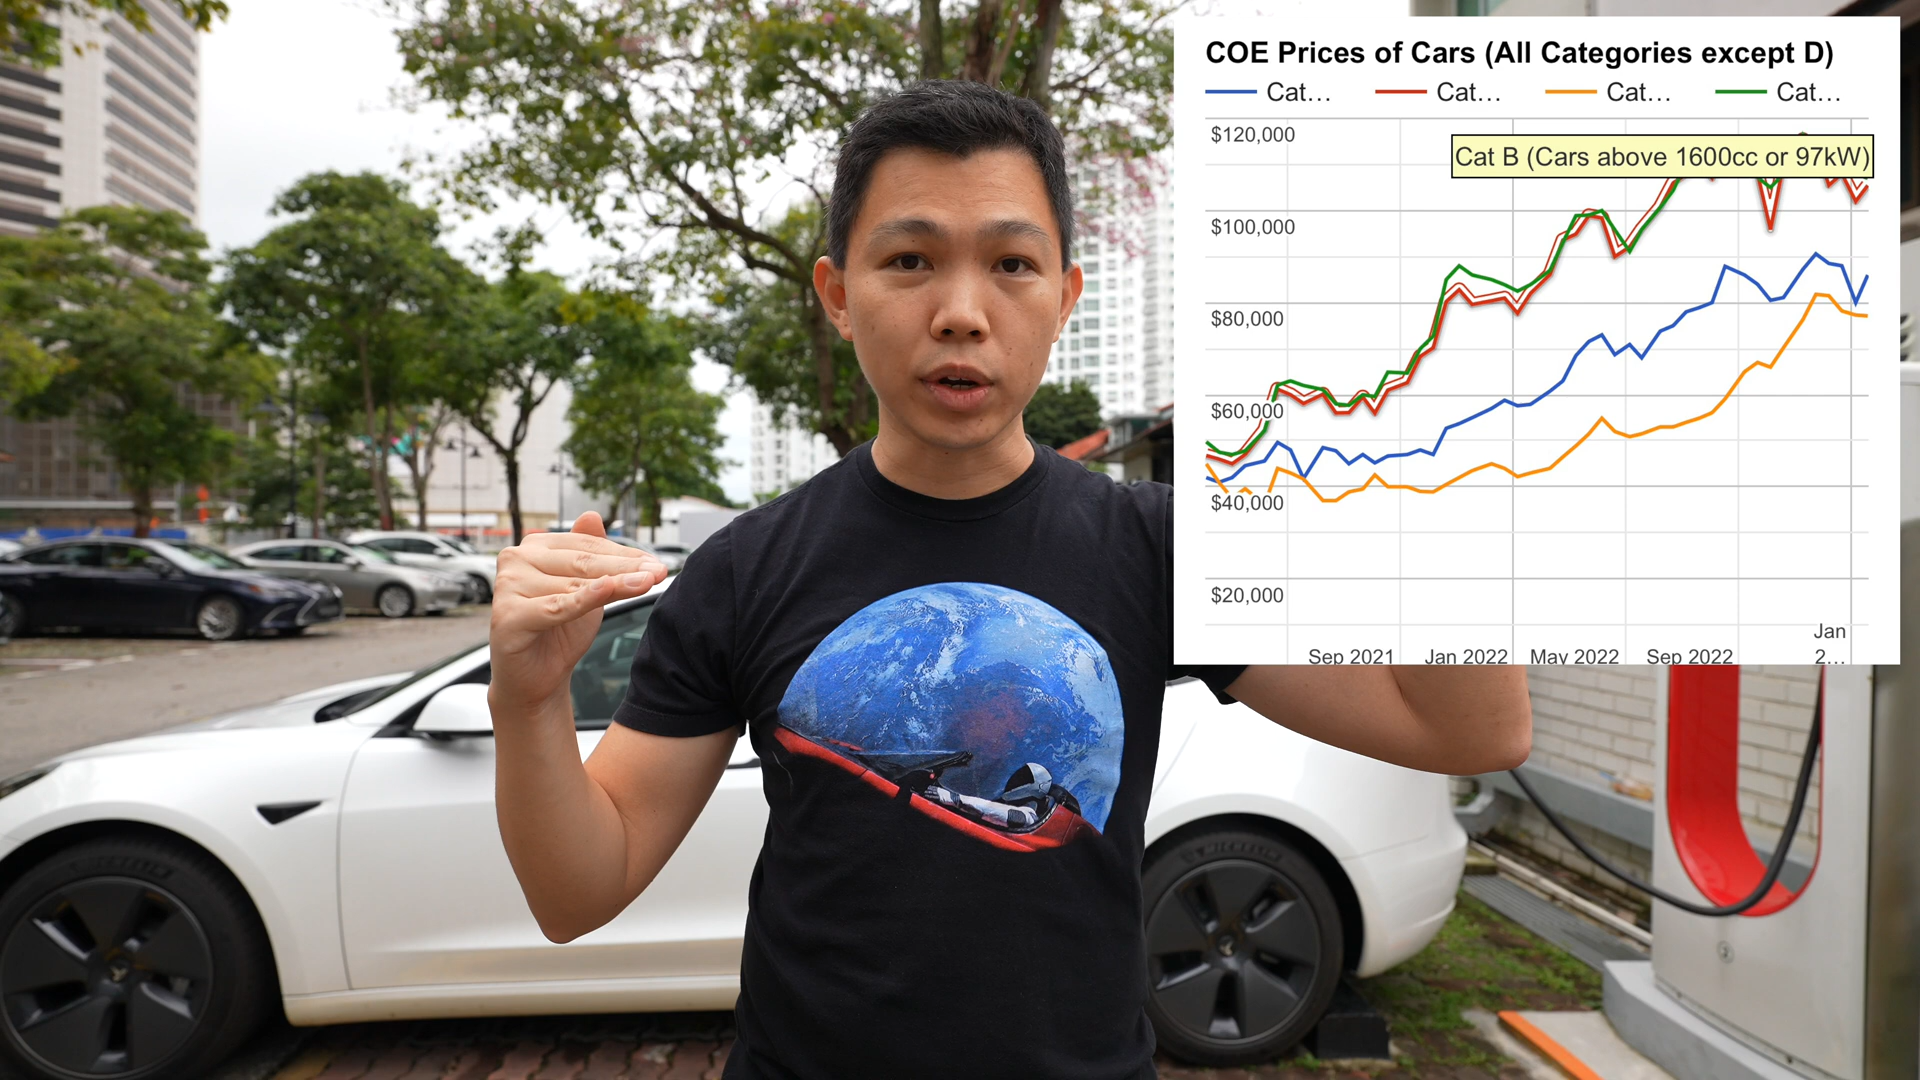 COE Prices of Cars (All Categories except D)
Cat… Cat… Cat… Cat…
$120,000
Cat B (Cars above 1600cc or 97kW)
$100,000
$80,000
$60,000
$40,000
$20,000
Sep 2021 Jan 2022 May 2022 Sep 2022 Jan 2…